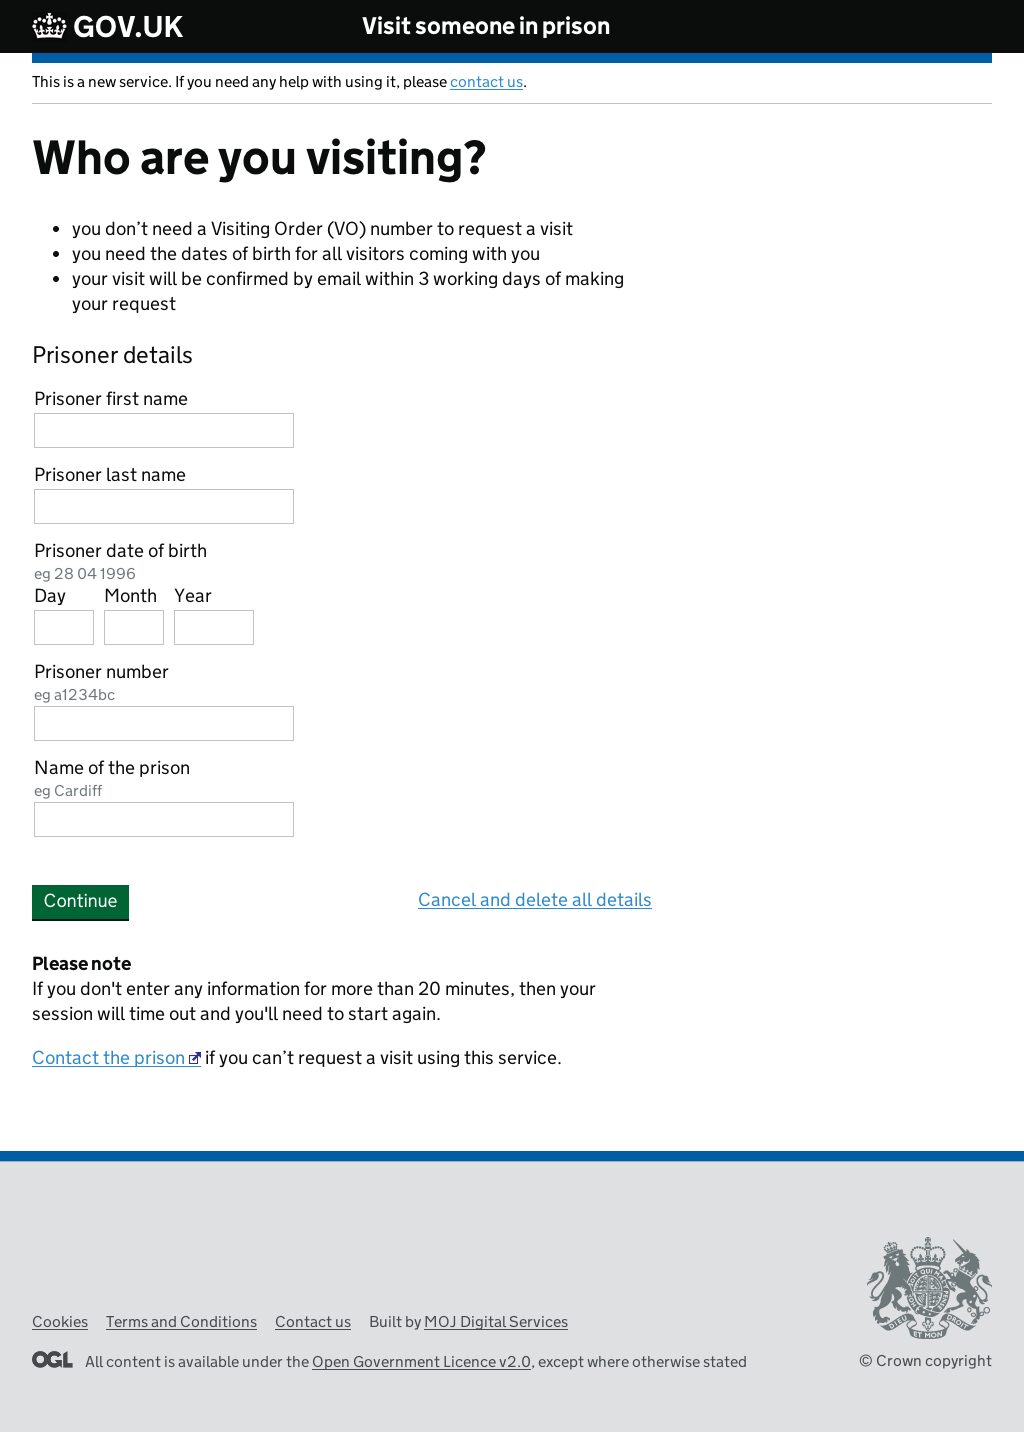 GOV.UK
Visit someone in prison
This is a new service. If you need any help with using it, please contact us.
Who are you visiting?
• you don’t need a Visiting Order (VO) number to request a visit
• you need the dates of birth for all visitors coming with you
• your visit will be confirmed by email within 3 working days of making
your request
Prisoner details
Prisoner first name
Prisoner last name
Prisoner date of birth
eg 28 04 1996
Day Month Year
Prisoner number
eg a1234bc
Name of the prison
eg Cardiff
Continue
Cancel and delete all details
Please note
If you don't enter any information for more than 20 minutes, then your
session will time out and you'll need to start again.
Contact the prison if you can’t request a visit using this service.
Cookies Terms and Conditions Contact us Built by MOJ Digital Services
OGL All content is available under the Open Government Licence v2.0, except where otherwise stated
DIEU ET MON DROIT
© Crown copyright